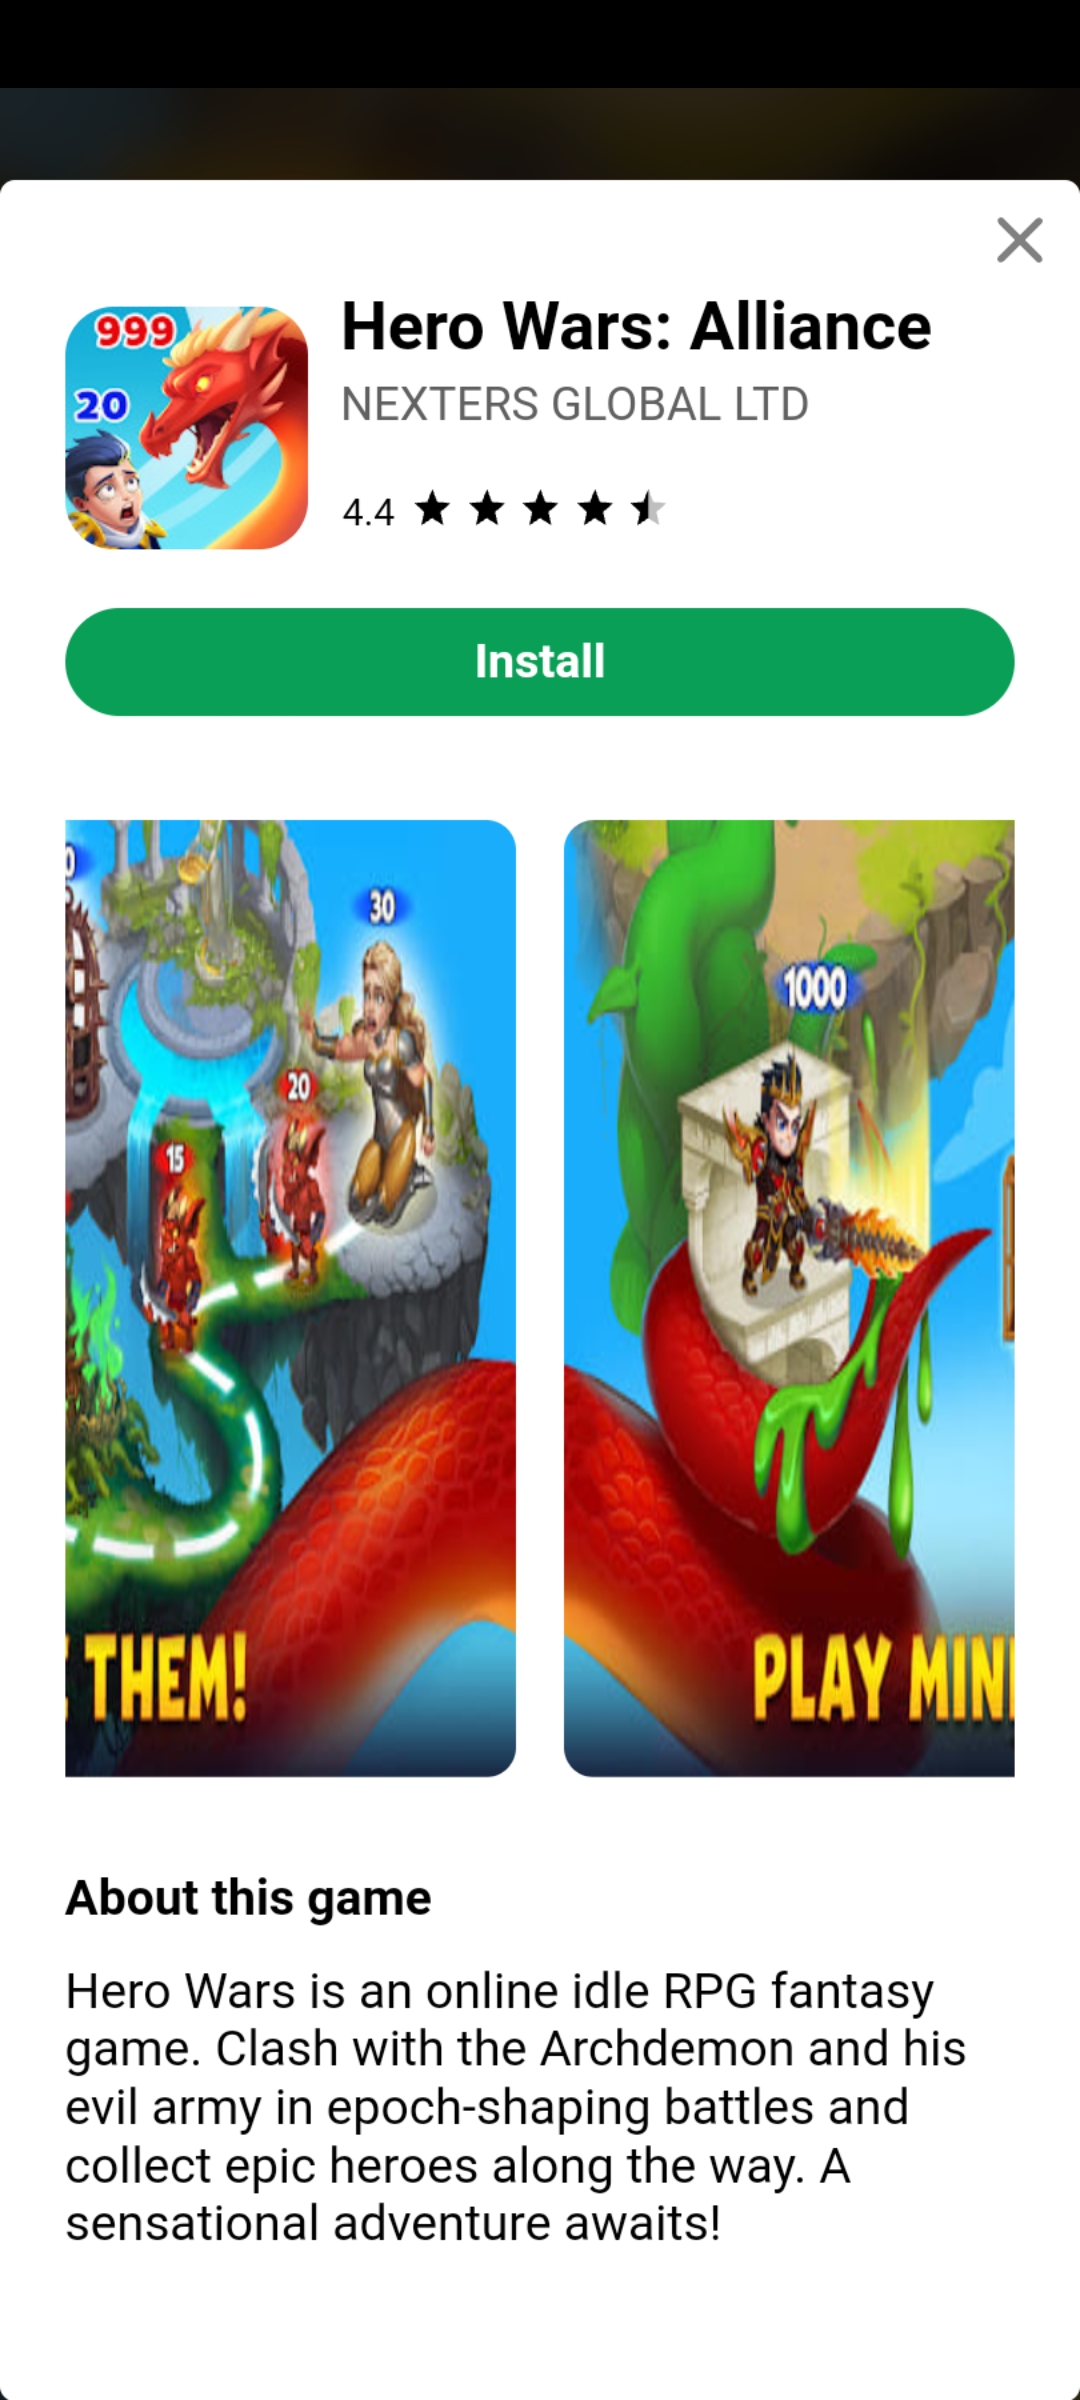 999
20
Hero Wars: Alliance
NEXTERS GLOBAL LTD
4.4
Install
30
20
15
THEM!
1000
PLAY MINI
About this game
Hero Wars is an online idle RPG fantasy
game. Clash with the Archdemon and his
evil army in epoch-shaping battles and
collect epic heroes along the way. A
sensational adventure awaits!